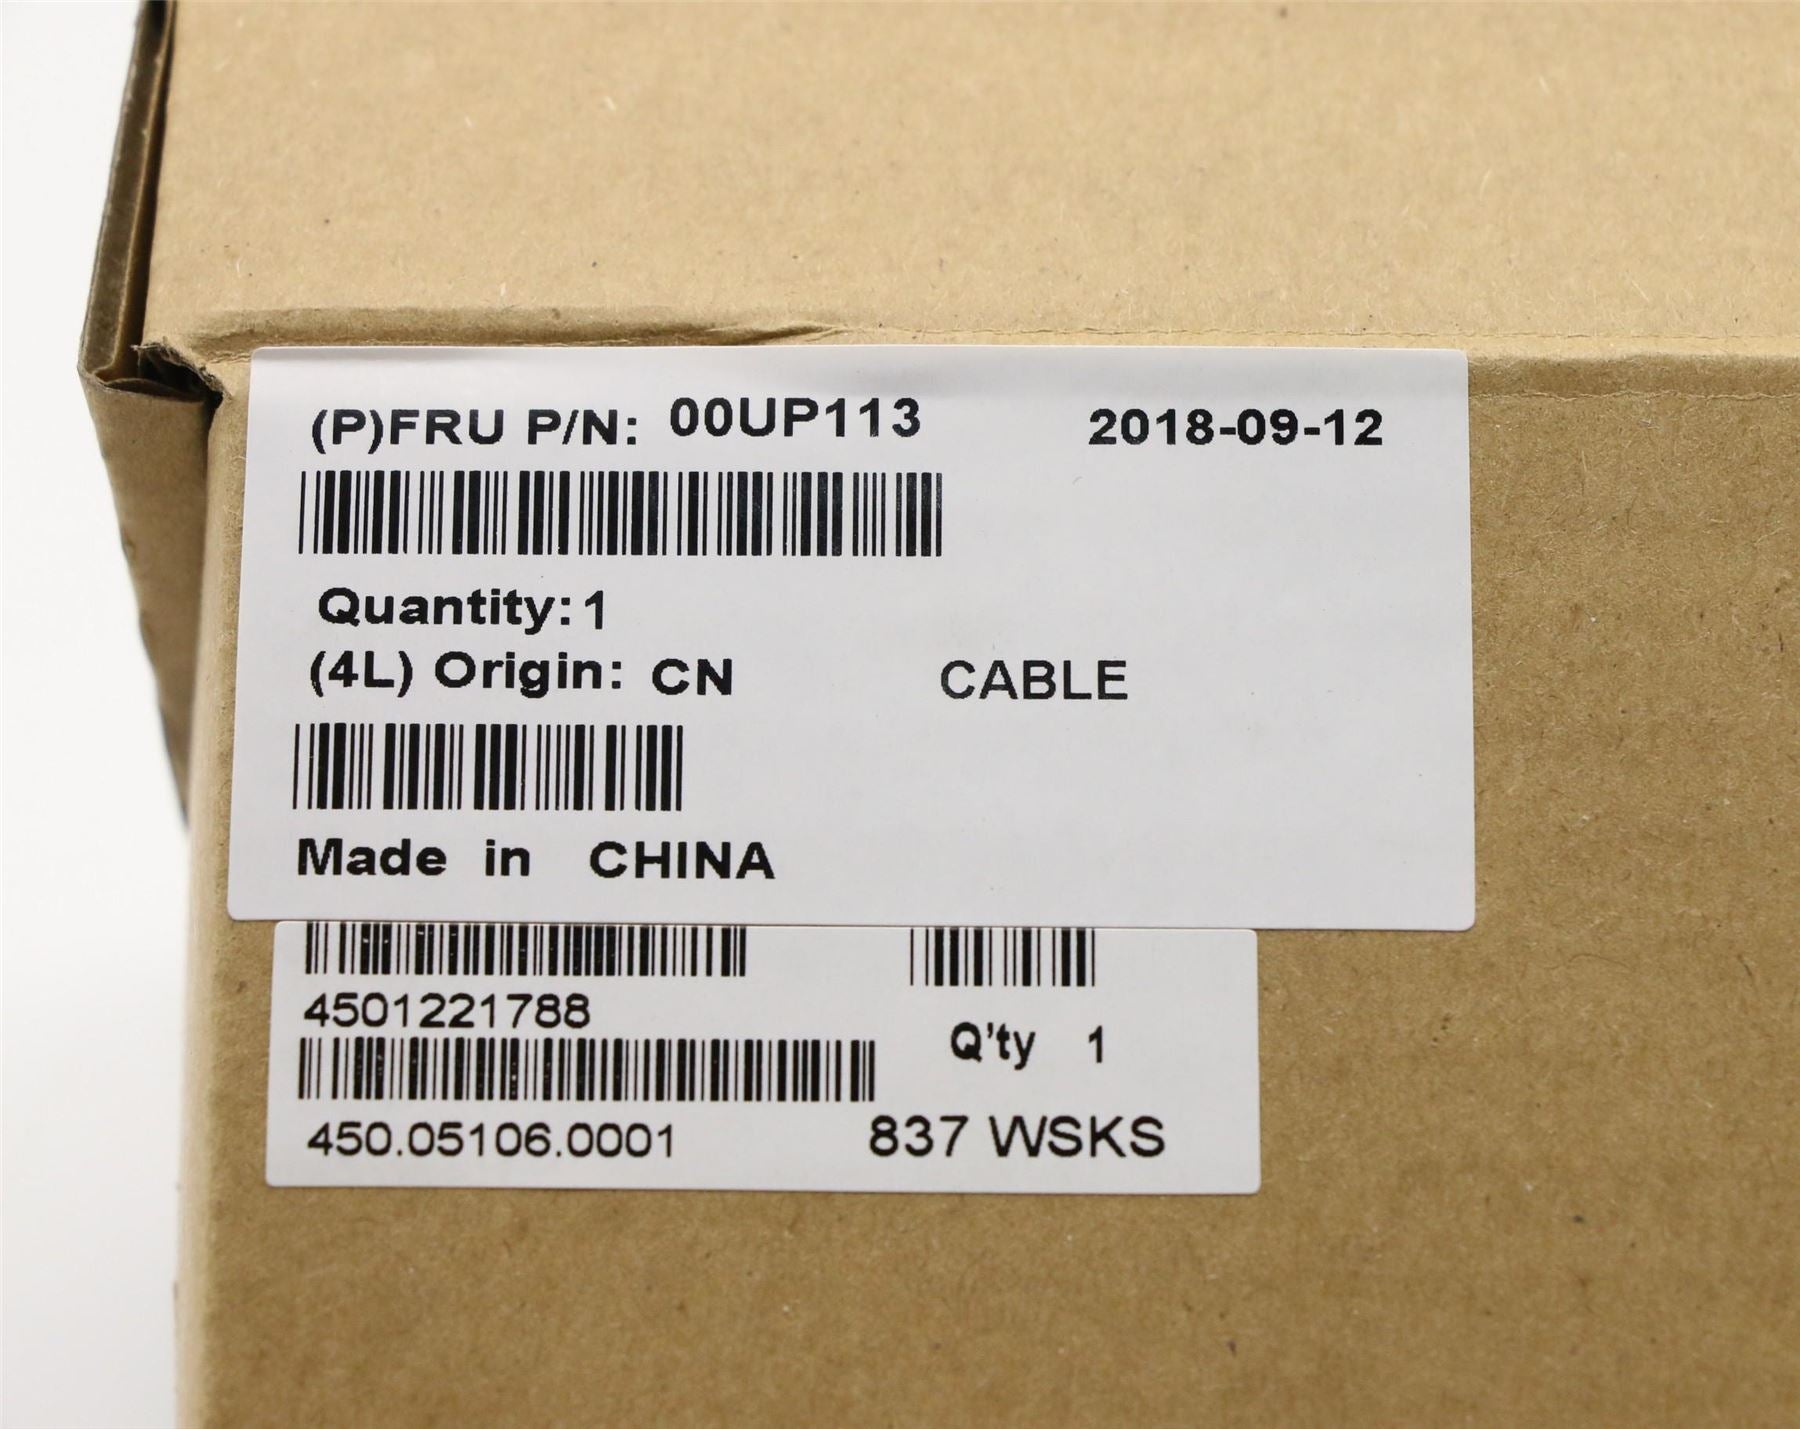 (P)FRU P/N: 00UP113 2018-09-12
Quantity: 1
(4L) Origin: CN CABLE
Made in CHINA
4501221788
Q'ty 1
450.05106.0001 837 WSKS